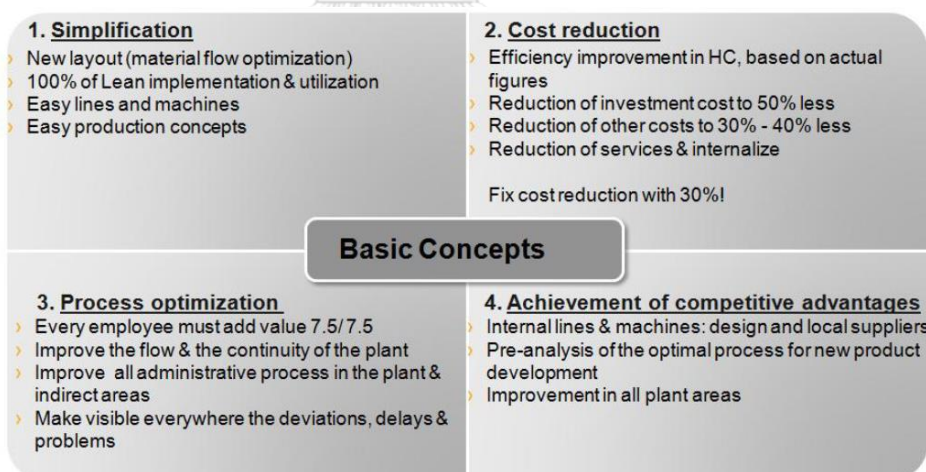 1. Simplification
› New layout (material flow optimization)
› 100% of Lean implementation & utilization
› Easy lines and machines
› Easy production concepts
2. Cost reduction
› Efficiency improvement in HC, based on actual
figures
› Reduction of investment cost to 50% less
› Reduction of other costs to 30% - 40% less
› Reduction of services & internalize
Fix cost reduction with 30%!
Basic Concepts
3. Process optimization
› Every employee must add value 7.5/ 7.5
› Improve the flow & the continuity of the plant
› Improve all administrative process in the plant &
indirect areas
› Make visible everywhere the deviations, delays &
problems
4. Achievement of competitive advantages
› Internal lines & machines: design and local suppliers
› Pre-analysis of the optimal process for new product
development
› Improvement in all plant areas